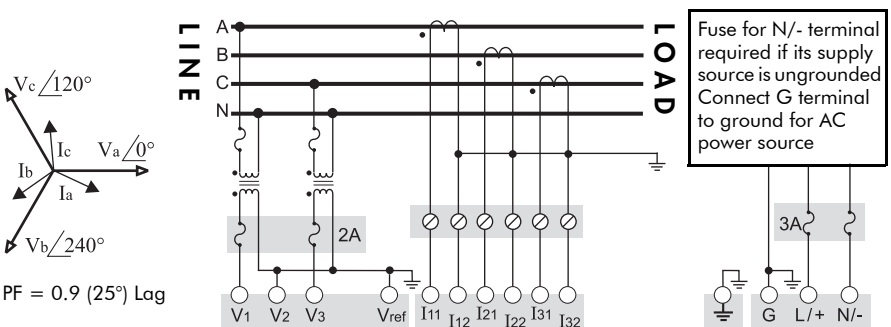 LINE
A
B
C
N
LOAD
Fuse for N/- terminal
required if its supply
source is ungrounded
Connect G terminal
to ground for AC
power source
Vc /120°
Va /0°
Ic
Ib
Ia
Vb /240°
PF = 0.9 (25°) Lag
2A
3A
V1
V2
V3
Vref
I11
I12
I21
I22
I31
I32
G
L/+
N/-